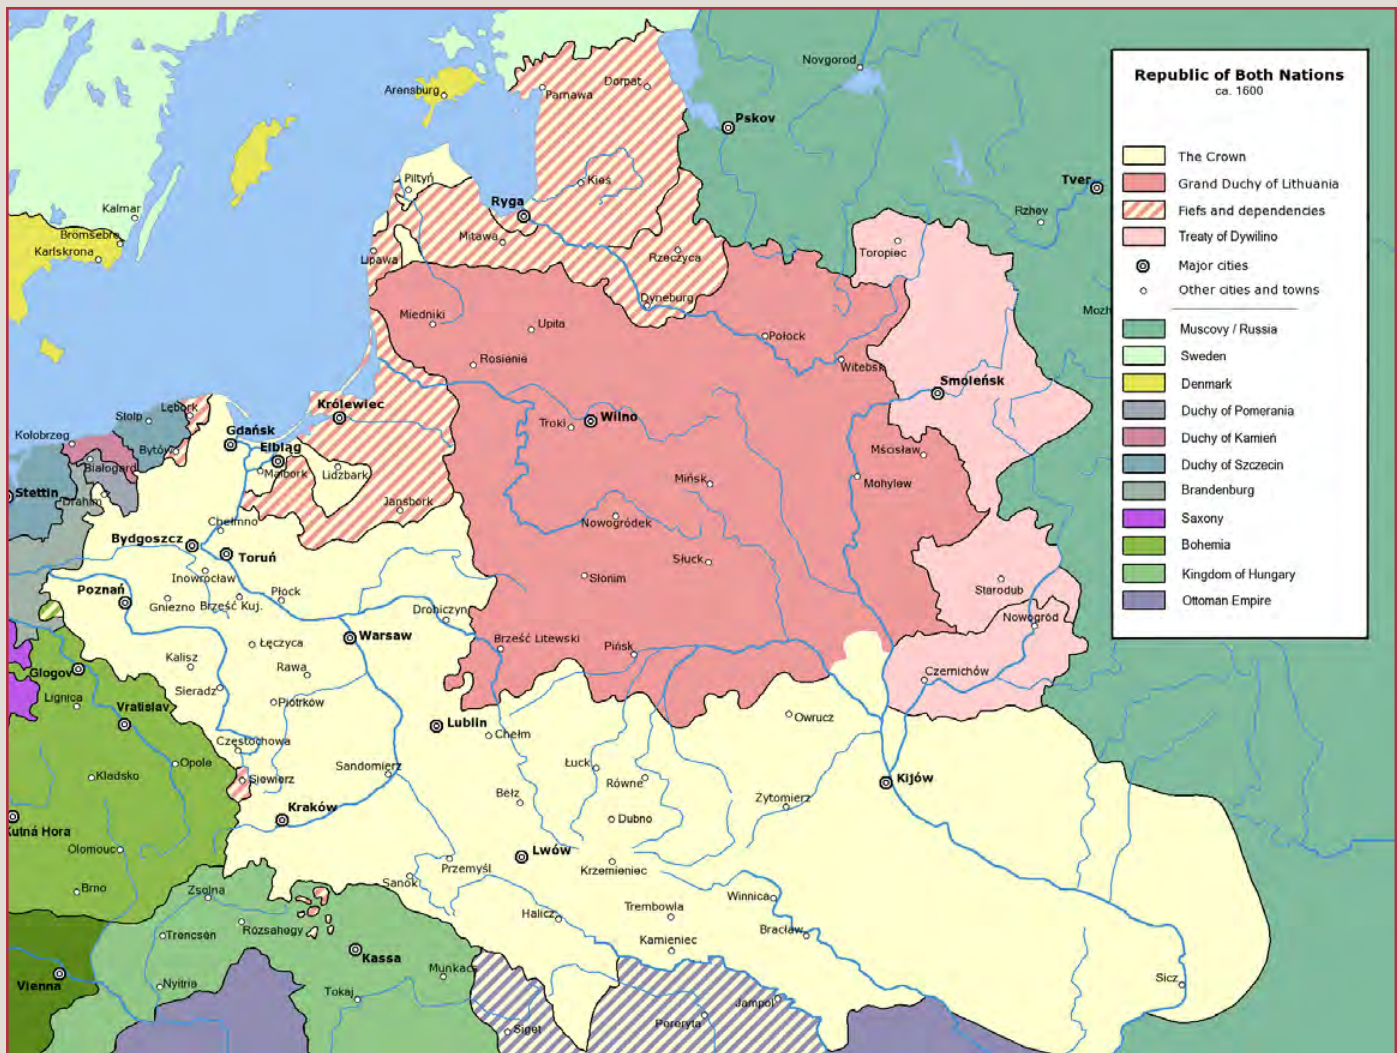 Republic of Both Nations
ca. 1600
The Crown
Grand Duchy of Lithuania
Fiefs and dependencies
Treaty of Dywilino
Major cities
Other cities and towns
Muscovy / Russia
Sweden
Denmark
Duchy of Pomerania
Duchy of Kamień
Duchy of Szczecin
Brandenburg
Saxony
Bohemia
Kingdom of Hungary
Ottoman Empire
Novgorod
Arensburg
Parnawa
Dorpat
Pskov
Piltyń
Kieś
Tver
Ryga
Rzhev
Kalmar
Bromsebro
Karlskrona
Mitawa
Lipawa
Rzeczyca
Toropiec
Dyneburg
Mozh
Miedniki
Upita
Połock
Rosienie
Witebsk
Smoleńsk
Królewiec
Wilno
Troki
Stolp
Lębork
Kołobrzeg
Gdańsk
Bytów
Elbląg
Białogard
Malbork
Lidzbark
Mścisław
Mińsk
Mohylew
Stettin
Drahim
Jansbork
Chełmno
Nowogródek
Bydgoszcz
Toruń
Słuck
Inowrocław
Słonim
Poznań
Gniezno
Brześć Kuj.
Płock
Starodub
Drohiczyn
Nowogród
Warsaw
Łęczyca
Brześć Litewski
Pińsk
Kalisz
Rawa
Glogov
Czernichów
Sieradz
Lignica
Piotrków
Vratislav
Lublin
Owrucz
Chełm
Częstochowa
Opole
Sandomierz
Łuck
Kladsko
Siewierz
Równe
Kijów
Bełz
Żytomierz
Kraków
Dubno
Kutná Hora
Olomouc
Lwów
Przemyśl
Krzemieniec
Sanok
Brno
Zsolna
Winnica
Halicz
Trembowla
Rózsahegy
Trencsén
Bracław
Kamieniec
Kassa
Munkacs
Vienna
Nyitria
Sicz
Tokaj
Jampol
Pereryta
Siget